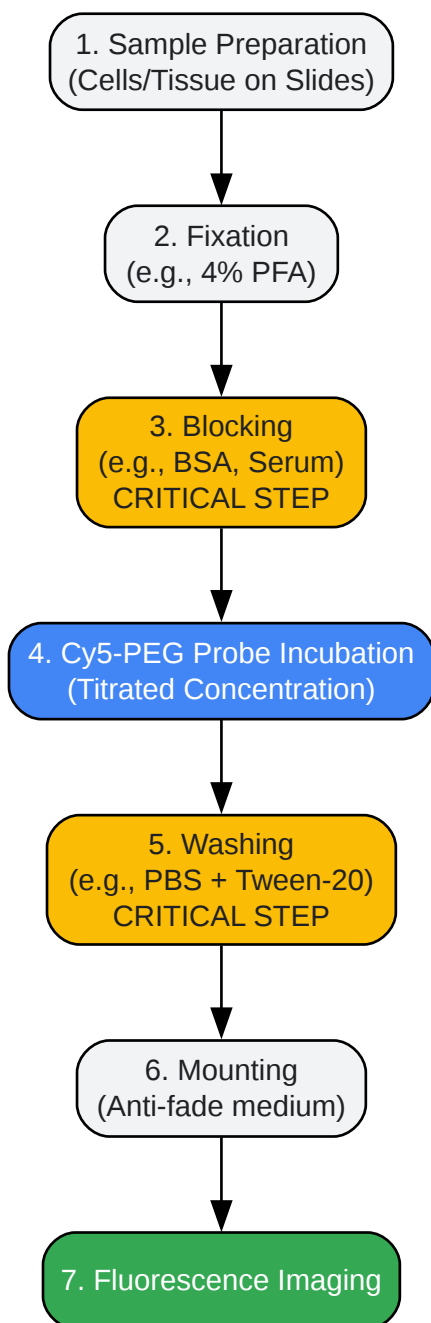 1. Sample Preparation
(Cells/Tissue on Slides)
2. Fixation
(e.g., 4% PFA)
3. Blocking
(e.g., BSA, Serum)
CRITICAL STEP
4. Cy5-PEG Probe Incubation
(Titrated Concentration)
5. Washing
(e.g., PBS + Tween-20)
CRITICAL STEP
6. Mounting
(Anti-fade medium)
7. Fluorescence Imaging